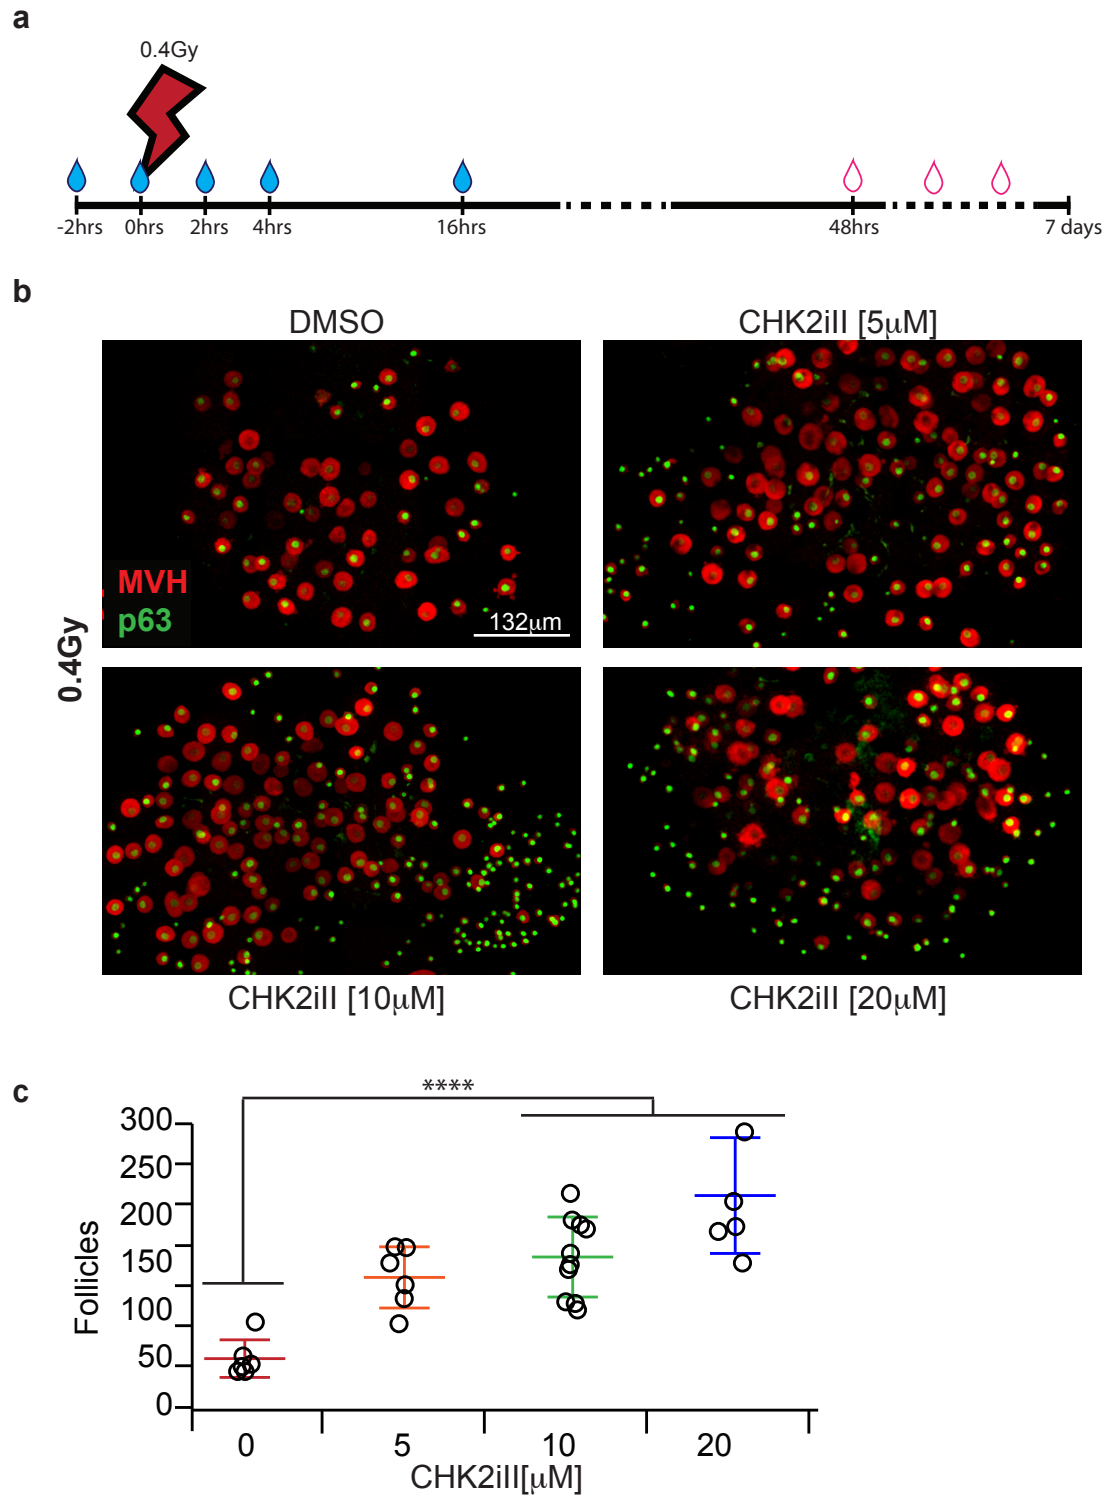 a
0.4Gy
-2hrs 0hrs 2hrs 4hrs 16hrs 48hrs 7 days
b
DMSO CHK2iII [5µM]
MVH
p63
132µm
0.4Gy
CHK2iII [10µM] CHK2iII [20µM]
c
****
300
250
200
150
100
50
0
Follicles
0 5 10 20
CHK2iII[µM]